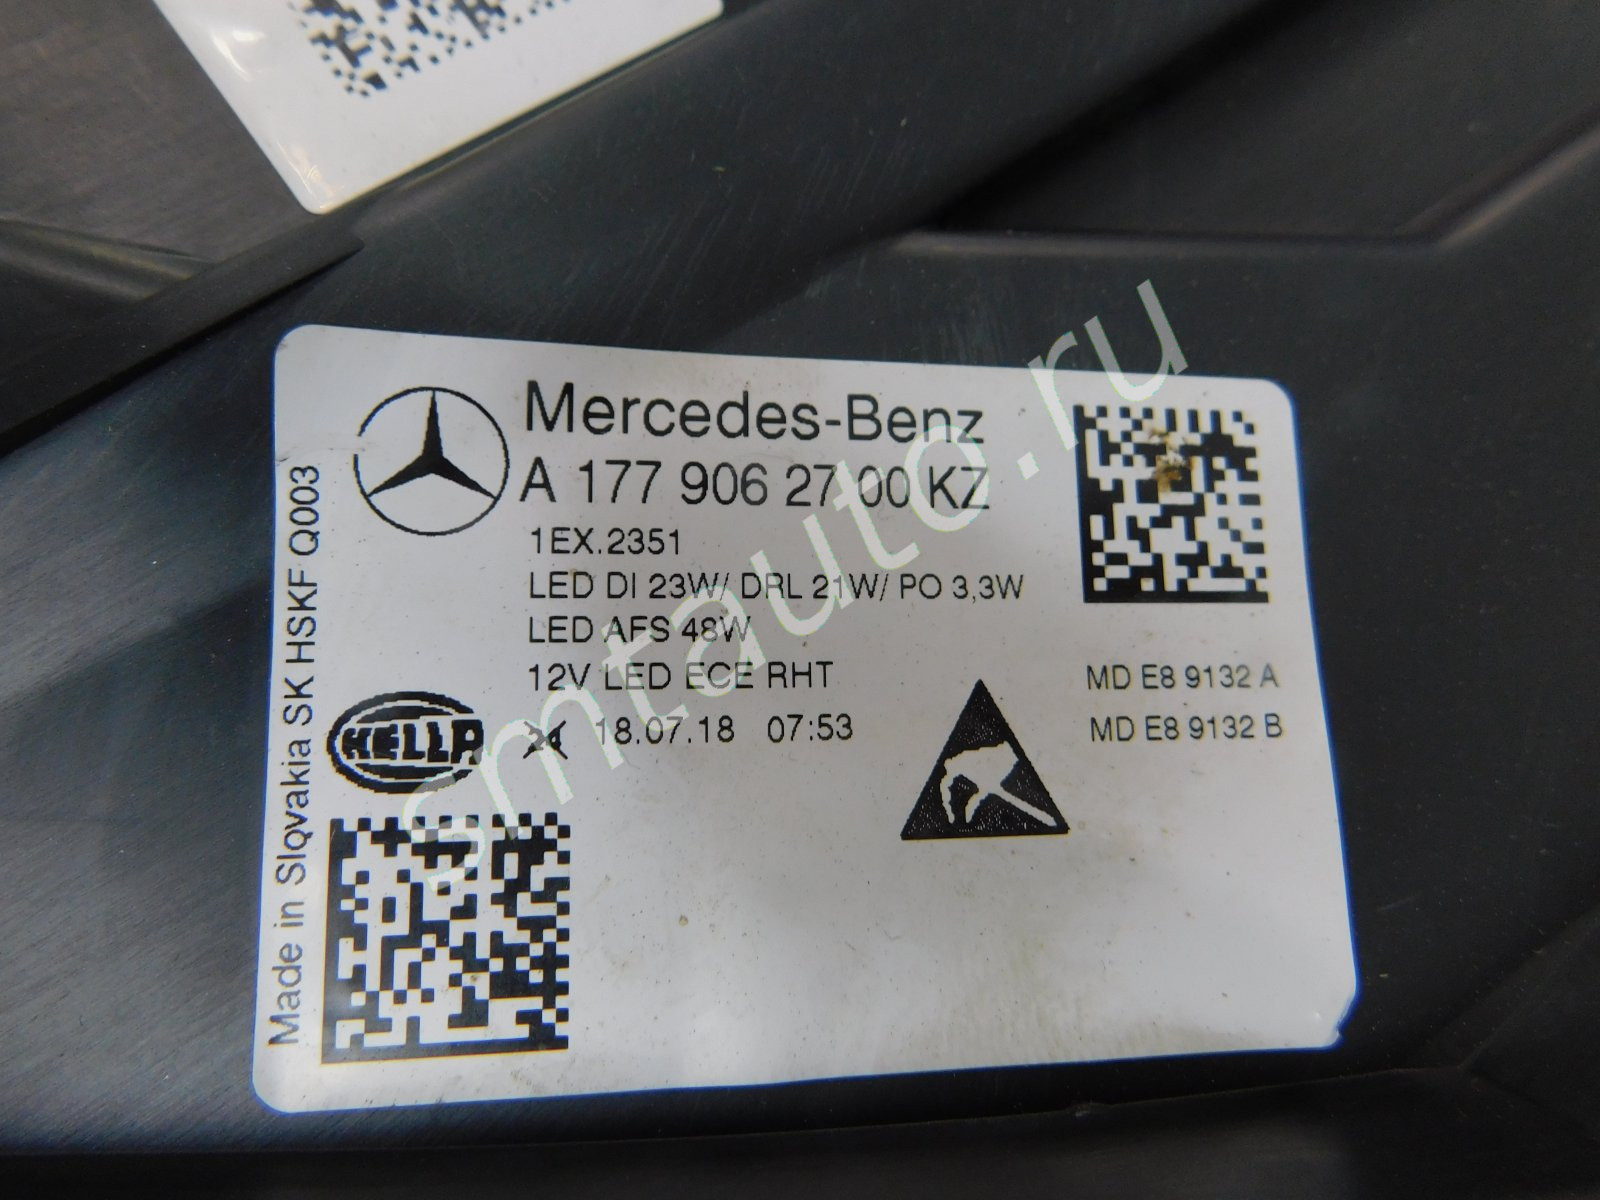 Mercedes-Benz
A 177 906 27 00 KZ
1EX.2351
LED DI 23W/ DRL 21W/ PO 3,3W
LED AFS 48W
12V LED ECE RHT
18.07.18 07:53
MD E8 9132 A
MD E8 9132 B
HELLA
Made in Slovakia SK HSKF Q003
smtauto.ru